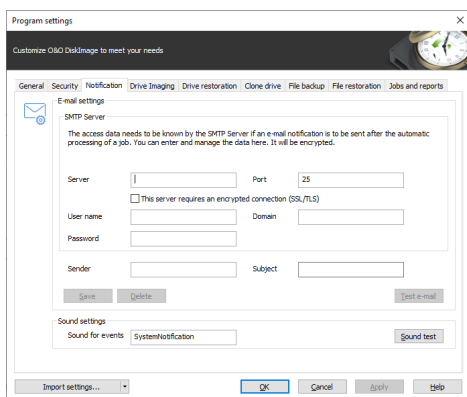 Program settings
Customize O&O DiskImage to meet your needs
General Security Notification Drive Imaging Drive restoration Clone drive File backup File restoration Jobs and reports
E-mail settings
SMTP Server
The access data needs to be known by the SMTP Server if an e-mail notification is to be sent after the automatic
processing of a job. You can enter and manage the data here. It will be encrypted.
Server Port 25
This server requires an encrypted connection (SSL/TLS)
User name Domain
Password
Sender Subject
Save Delete Test e-mail
Sound settings
Sound for events SystemNotification Sound test
Import settings... OK Cancel Apply Help